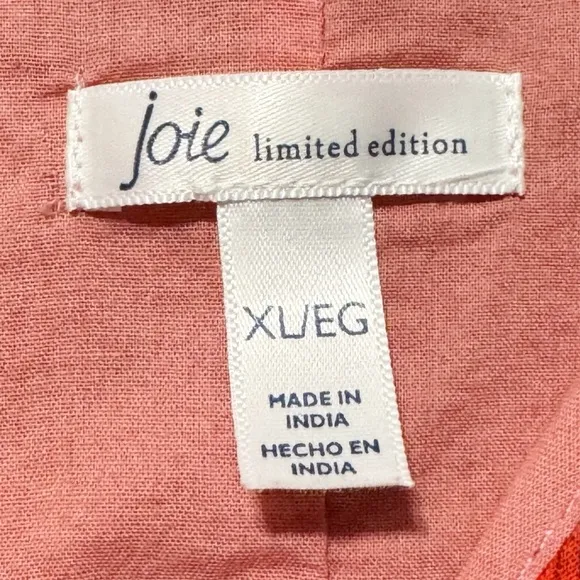 joie limited edition
XL/EG
MADE IN
INDIA
HECHO EN
INDIA